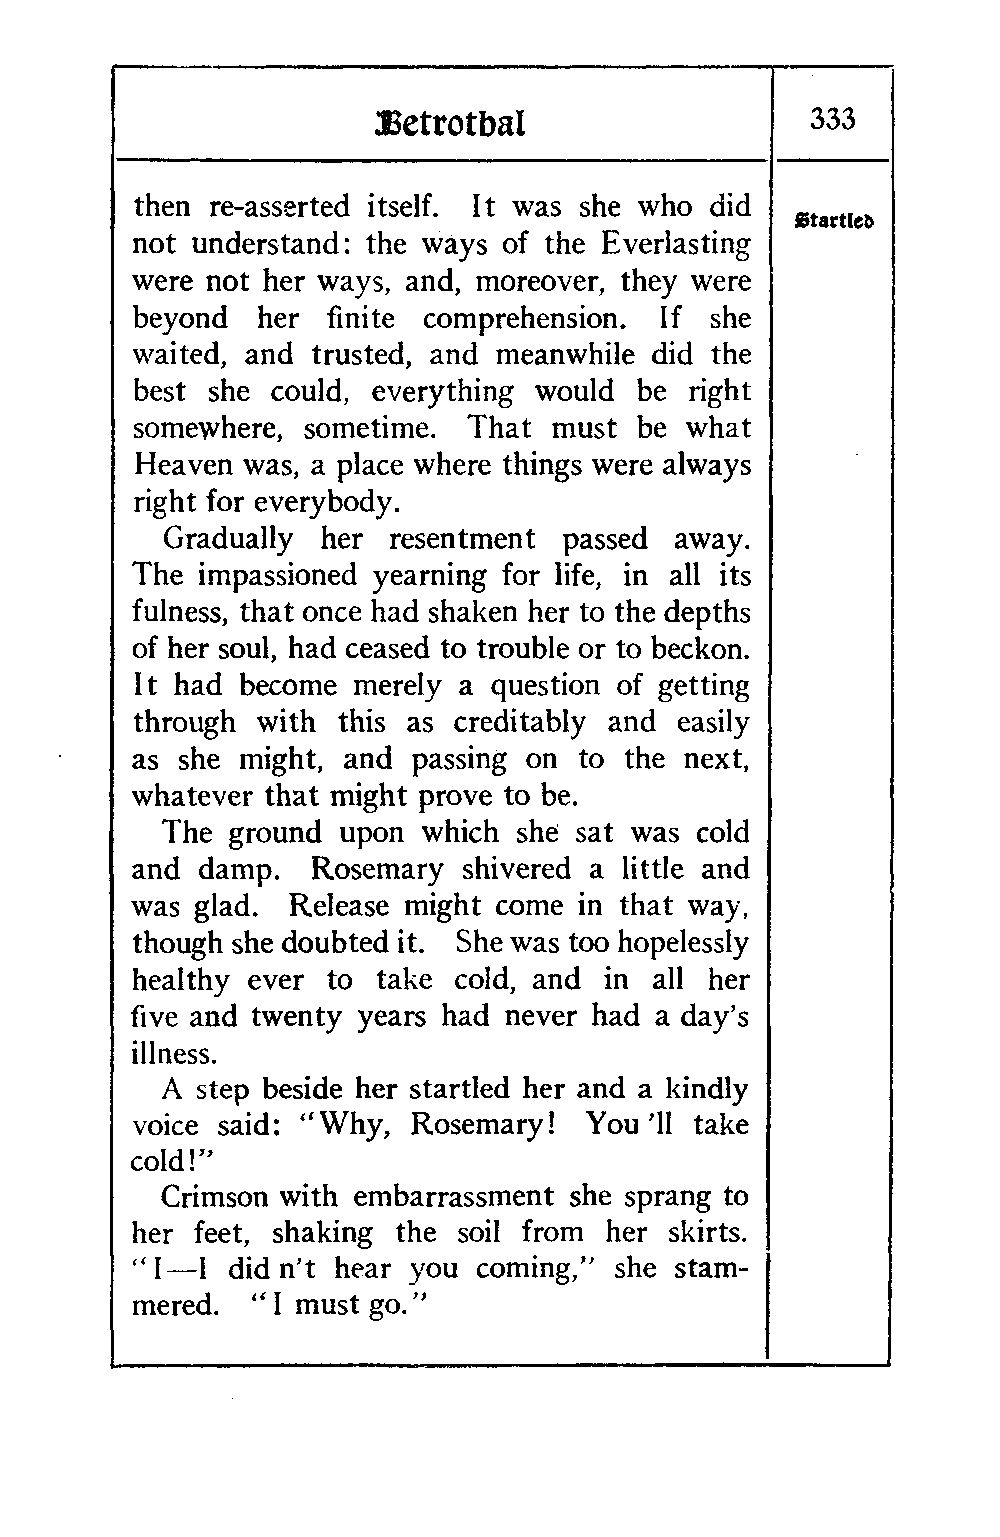 Betrothal
333
Startled
then re-asserted itself. It was she who did
not understand: the ways of the Everlasting
were not her ways, and, moreover, they were
beyond her finite comprehension. If she
waited, and trusted, and meanwhile did the
best she could, everything would be right
somewhere, sometime. That must be what
Heaven was, a place where things were always
right for everybody.
Gradually her resentment passed away.
The impassioned yearning for life, in all its
fulness, that once had shaken her to the depths
of her soul, had ceased to trouble or to beckon.
It had become merely a question of getting
through with this as creditably and easily
as she might, and passing on to the next,
whatever that might prove to be.
The ground upon which she sat was cold
and damp. Rosemary shivered a little and
was glad. Release might come in that way,
though she doubted it. She was too hopelessly
healthy ever to take cold, and in all her
five and twenty years had never had a day's
illness.
A step beside her startled her and a kindly
voice said: "Why, Rosemary! You 'll take
cold!"
Crimson with embarrassment she sprang to
her feet, shaking the soil from her skirts.
"I—I did n't hear you coming," she stam-
mered. "I must go."